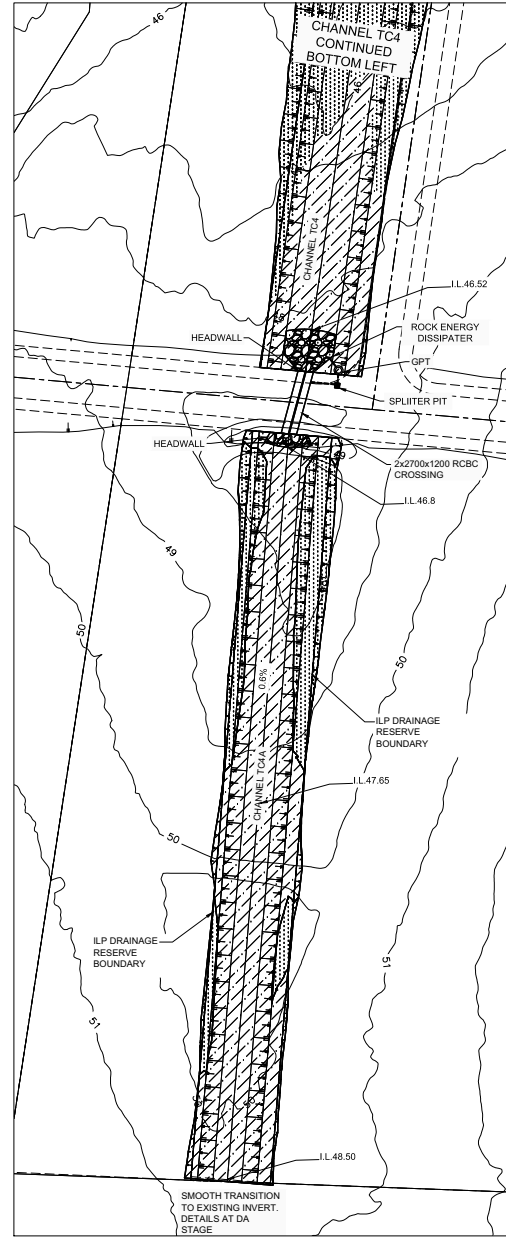 CHANNEL TC4
CONTINUED
BOTTOM LEFT
46
46
CHANNEL TC4
I.L.46.52
ROCK ENERGY
DISSIPATER
HEADWALL
GPT
SPLIITER PIT
HEADWALL
49
2x2700x1200 RCBC
CROSSING
I.L.46.8
49
50
50
0.6%
ILP DRAINAGE
RESERVE
BOUNDARY
CHANNEL TC4A
I.L.47.65
50
ILP DRAINAGE
RESERVE
BOUNDARY
51
51
I.L.48.50
SMOOTH TRANSITION
TO EXISTING INVERT.
DETAILS AT DA
STAGE